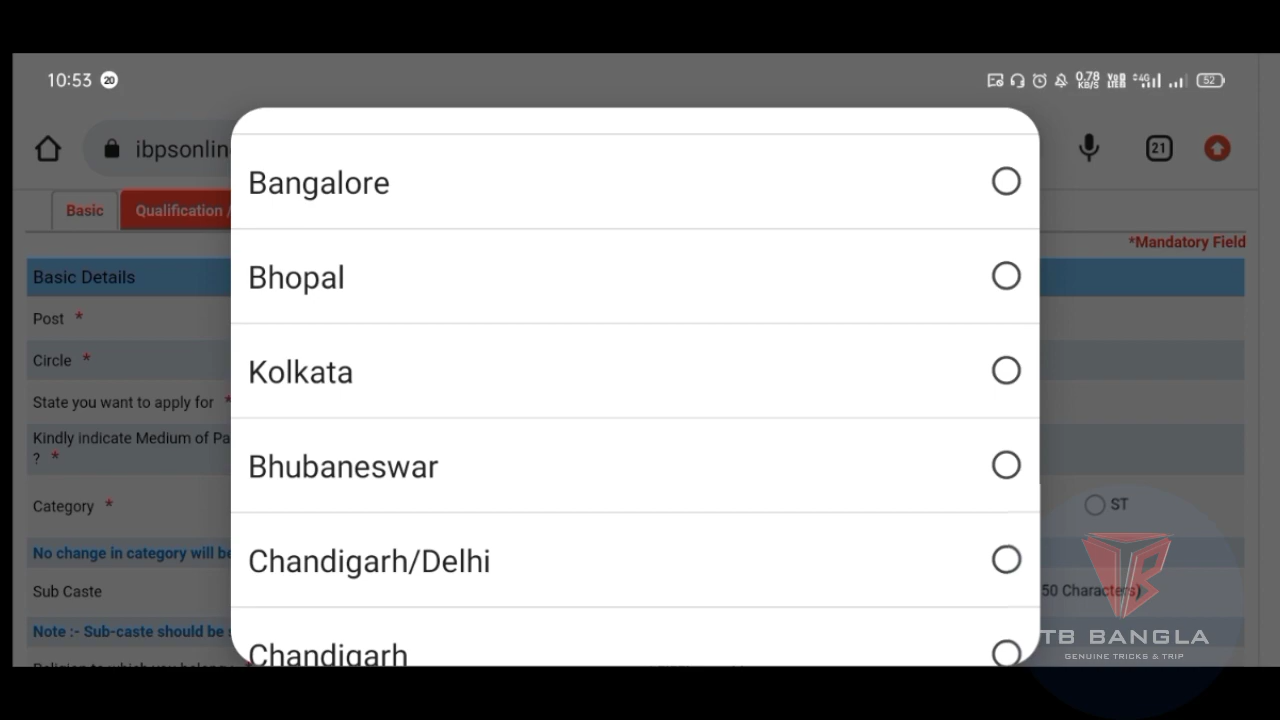 10:53 20 0.78 KB/S VoD LTEB 4G 52
ibpsonlin
21
Basic Qualification /
*Mandatory Field
Basic Details
Post *
Circle *
State you want to apply for *
Kindly indicate Medium of Pa
? *
Category * ST
No change in category will be
Sub Caste 50 Characters)
Note :- Sub-caste should be s
Bangalore
Bhopal
Kolkata
Bhubaneswar
Chandigarh/Delhi
Chandigarh
TB BANGLA
GENUINE TRICKS & TRIP